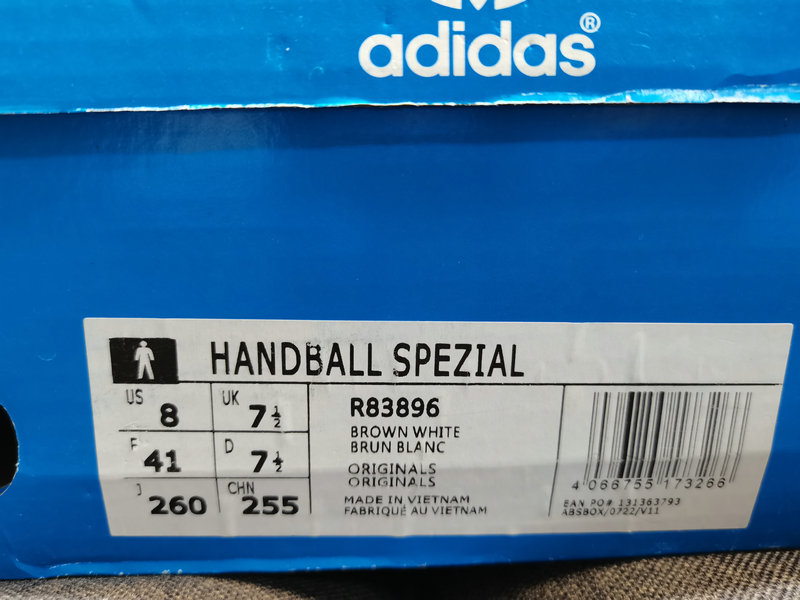 adidas®
HANDBALL SPEZIAL
US 8 UK 7½
F 41 D 7½
J 260 CHN 255
R83896
BROWN WHITE
BRUN BLANC
ORIGINALS
ORIGINALS
MADE IN VIETNAM
FABRIQUÉ AU VIETNAM
4 066755 173266
EAN PO# 131363793
ABSBOX/0722/V11